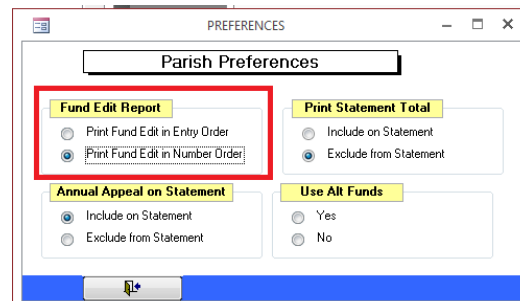 PREFERENCES
Parish Preferences
Fund Edit Report
Print Fund Edit in Entry Order
Print Fund Edit in Number Order
Print Statement Total
Include on Statement
Exclude from Statement
Annual Appeal on Statement
Include on Statement
Exclude from Statement
Use Alt Funds
Yes
No